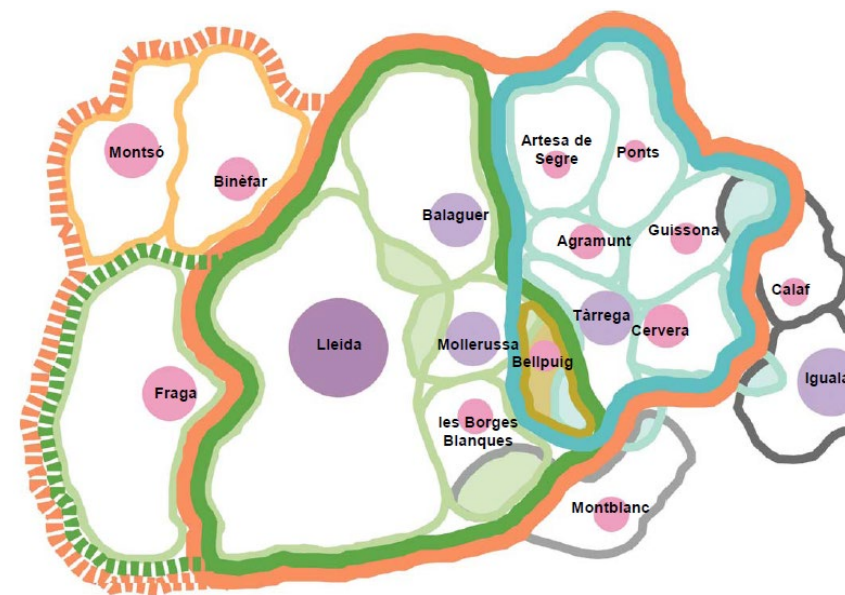 Montsó
Binèfar
Artesa de
Segre
Ponts
Balaguer
Agramunt
Guissona
Calaf
Lleida
Mollerussa
Tàrrega
Cervera
Bellpuig
Iguala
Fraga
les Borges
Blanques
Montblanc